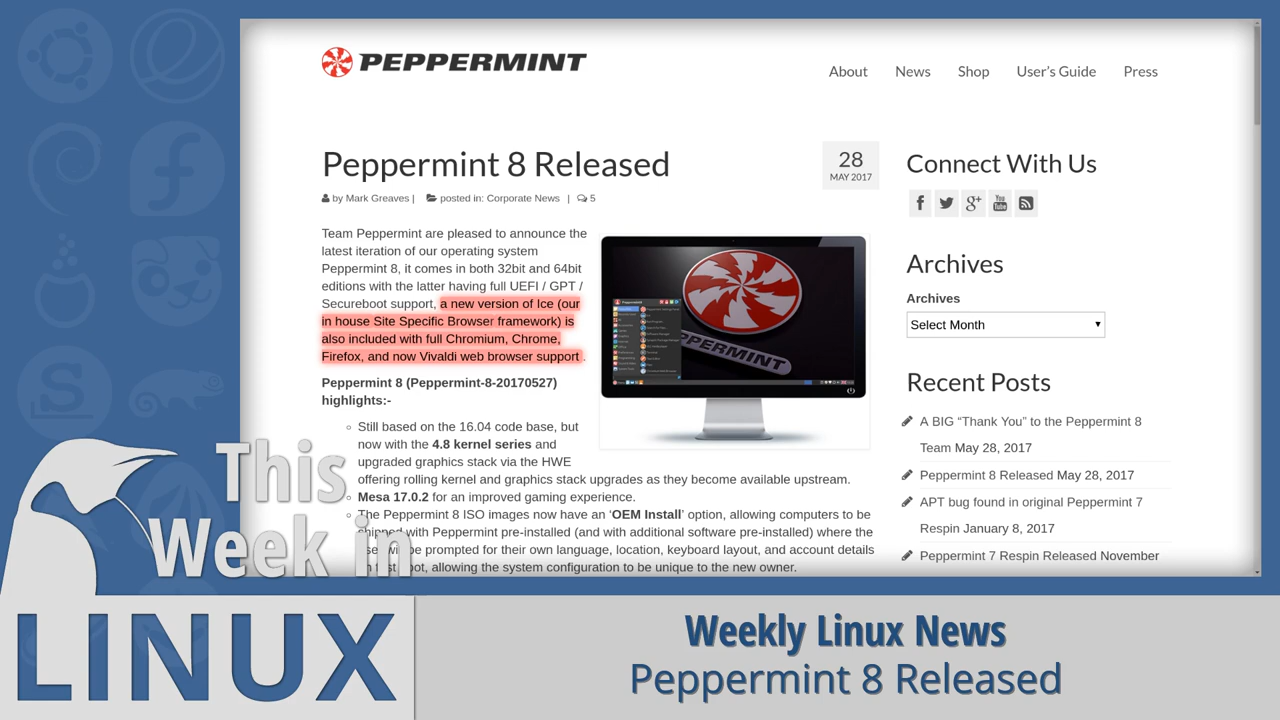 PEPPERMINT
About News Shop User's Guide Press
Peppermint 8 Released
28
MAY 2017
by Mark Greaves | posted in: Corporate News | 5
Team Peppermint are pleased to announce the
latest iteration of our operating system
Peppermint 8, it comes in both 32bit and 64bit
editions with the latter having full UEFI / GPT /
Secureboot support, a new version of Ice (our
in house Site Specific Browser framework) is
also included with full Chromium, Chrome,
Firefox, and now Vivaldi web browser support .
Peppermint 8 (Peppermint-8-20170527)
highlights:-
Still based on the 16.04 code base, but
now with the 4.8 kernel series and
upgraded graphics stack via the HWE
offering rolling kernel and graphics stack upgrades as they become available upstream.
Mesa 17.0.2 for an improved gaming experience.
The Peppermint 8 ISO images now have an ‘OEM Install’ option, allowing computers to be
shipped with Peppermint pre-installed (and with additional software pre-installed) where the
be prompted for their own language, location, keyboard layout, and account details
allowing the system configuration to be unique to the new owner.
PEPPERMINT
Connect With Us
Archives
Archives
Select Month
Recent Posts
A BIG “Thank You” to the Peppermint 8
Team May 28, 2017
Peppermint 8 Released May 28, 2017
APT bug found in original Peppermint 7
Respin January 8, 2017
Peppermint 7 Respin Released November
This
Week in
LINUX
Weekly Linux News
Peppermint 8 Released